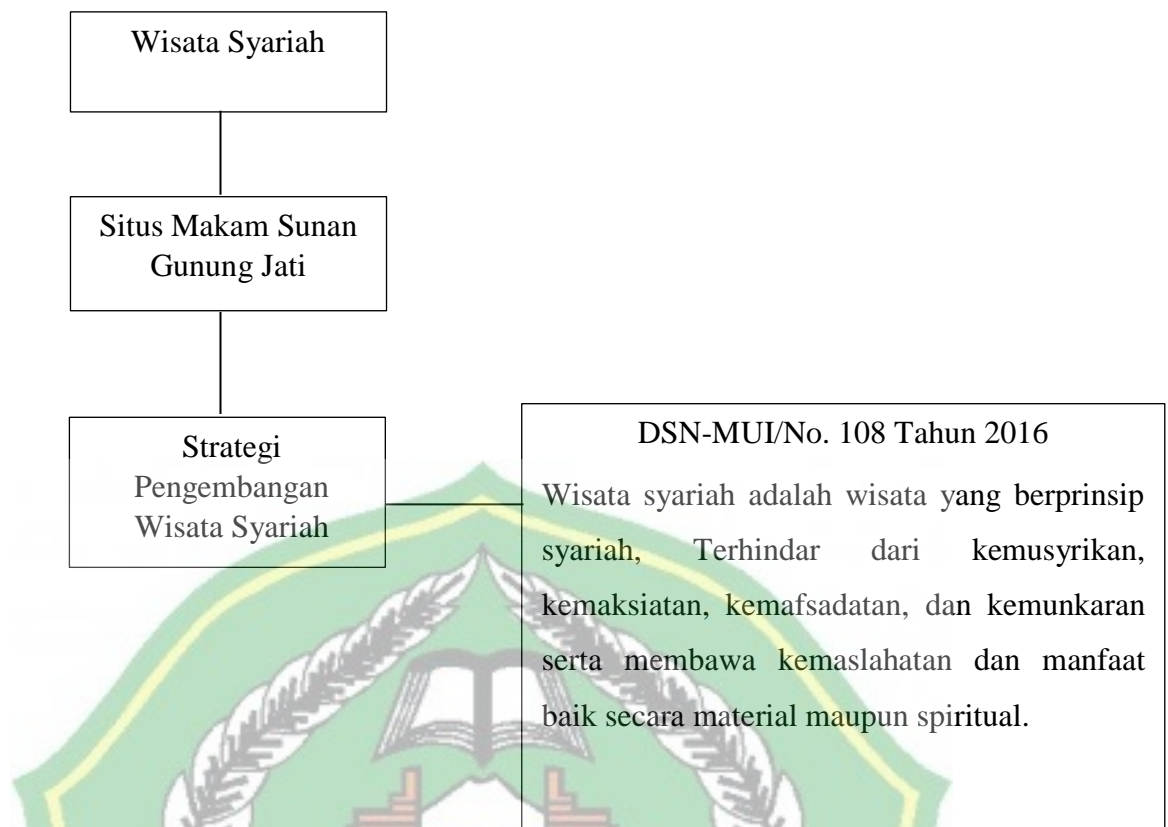 Wisata Syariah
Situs Makam Sunan
Gunung Jati
Strategi
Pengembangan
Wisata Syariah
DSN-MUI/No. 108 Tahun 2016
Wisata syariah adalah wisata yang berprinsip
syariah, Terhindar dari kemusyrikan,
kemaksiatan, kemafsadatan, dan kemunkaran
serta membawa kemaslahatan dan manfaat
baik secara material maupun spiritual.